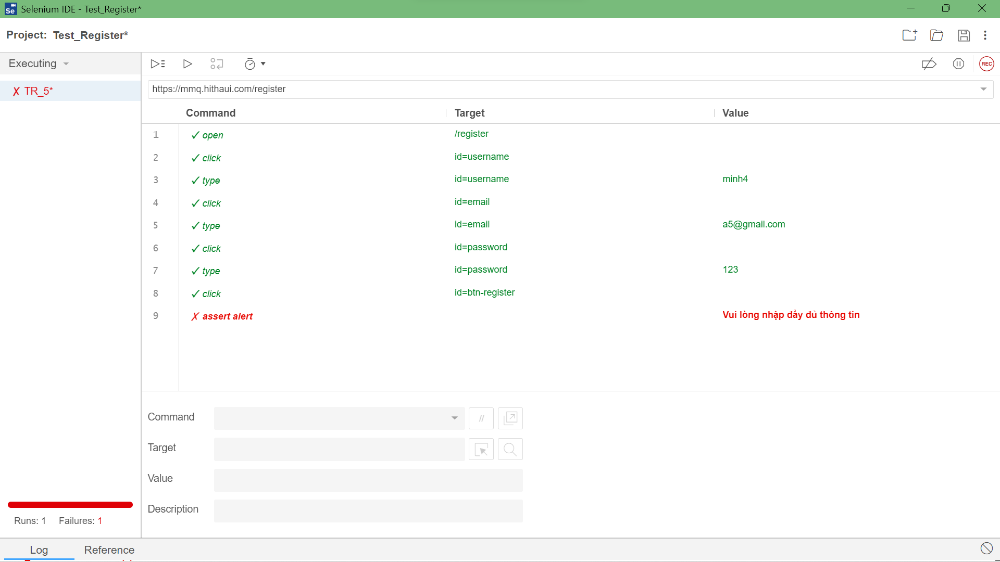 Selenium IDE - Test_Register*
Project: Test_Register*
Executing
REC
X TR_5*
https://mmq.hithaui.com/register
Command Target Value
1 ✓ open /register
2 ✓ click id=username
3 ✓ type id=username minh4
4 ✓ click id=email
5 ✓ type id=email a5@gmail.com
6 ✓ click id=password
7 ✓ type id=password 123
8 ✓ click id=btn-register
9 ✗ assert alert Vui lòng nhập đầy đủ thông tin
Command //
Target
Value
Description
Runs: 1 Failures: 1
Log Reference